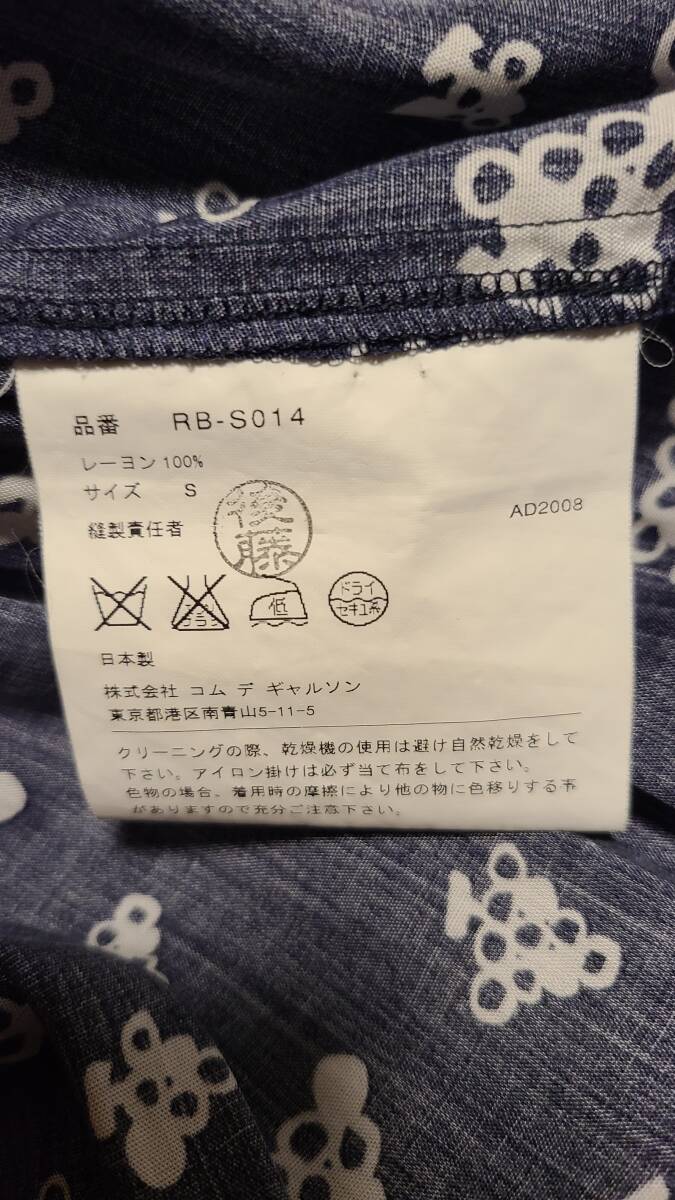 品番 RB-S014
レーヨン100%
サイズ S
縫製責任者
後藤
AD2008
低
ドライ
セキユ系
日本製
株式会社 コム デ ギャルソン
東京都港区南青山5-11-5
クリーニングの際、乾燥機の使用は避け自然乾燥をして
下さい。アイロン掛けは必ず当て布をして下さい。
色物の場合、着用時の摩擦により他の物に色移りする事
がありますので充分ご注意下さい。